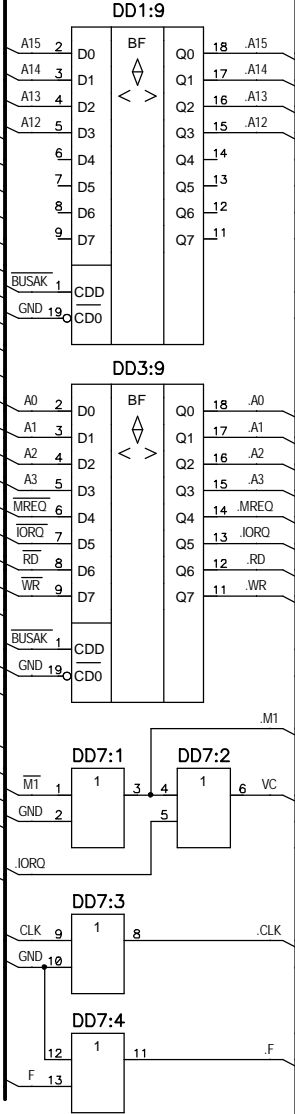 DD1:9
BF
A15 2 D0 Q0 18 .A15
A14 3 D1 Q1 17 .A14
A13 4 D2 Q2 16 .A13
A12 5 D3 Q3 15 .A12
6 D4 Q4 14
7 D5 Q5 13
8 D6 Q6 12
9 D7 Q7 11
BUSAK 1 CDD
GND 19 CD0
DD3:9
BF
A0 2 D0 Q0 18 .A0
A1 3 D1 Q1 17 .A1
A2 4 D2 Q2 16 .A2
A3 5 D3 Q3 15 .A3
MREQ 6 D4 Q4 14 .MREQ
IORQ 7 D5 Q5 13 .IORQ
RD 8 D6 Q6 12 .RD
WR 9 D7 Q7 11 .WR
BUSAK 1 CDD
GND 19 CD0
.M1
DD7:1 DD7:2
1 1
M1 1 3 4 6 VC
GND 2 5
.IORQ
DD7:3
1
CLK 9 8 .CLK
GND 10
DD7:4
1
12 11 .F
F 13